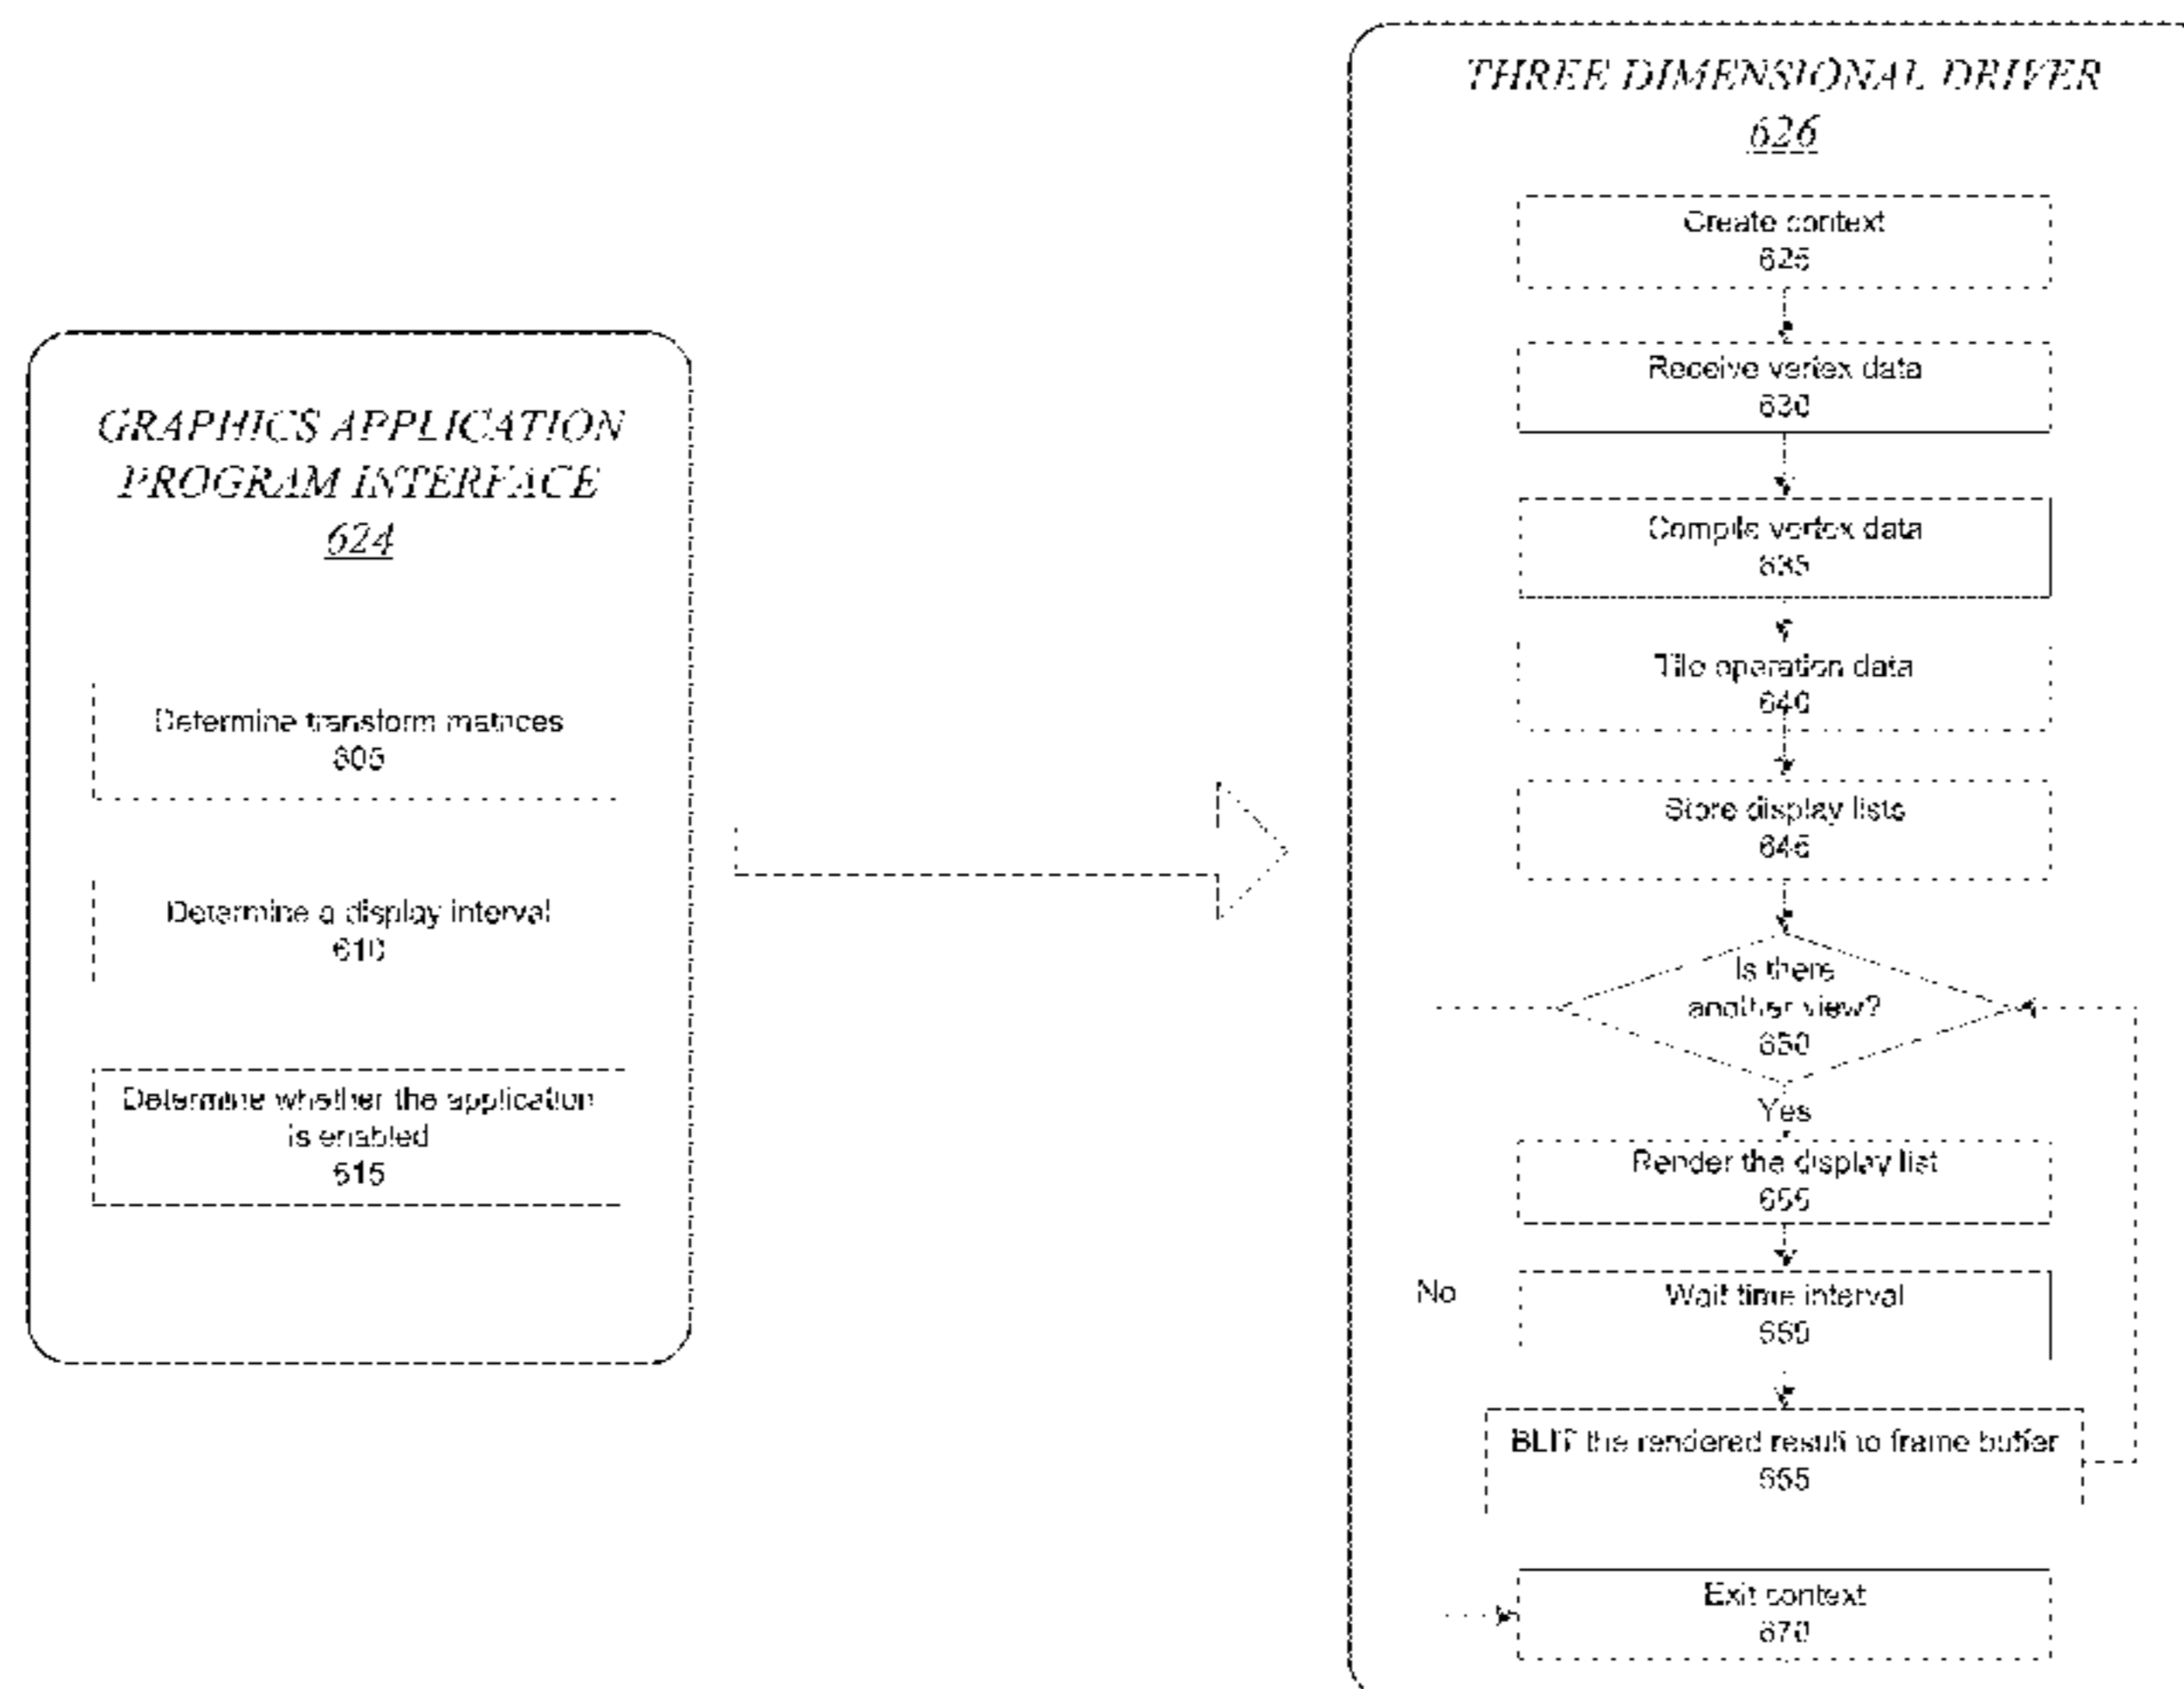 GRAPHICS APPLICATION
PROGRAM INTERFACE
624
Determine transform matrices
605
Determine a display interval
610
Determine whether the application
is enabled
615
THREE DIMENSIONAL DRIVER
626
Create context
625
Receive vertex data
630
Compile vertex data
635
Tile operation data
640
Store display lists
645
Is there
another view?
650
Yes
Render the display list
655
No
Wait time interval
660
BLIT the rendered result to frame buffer
665
Exit context
670